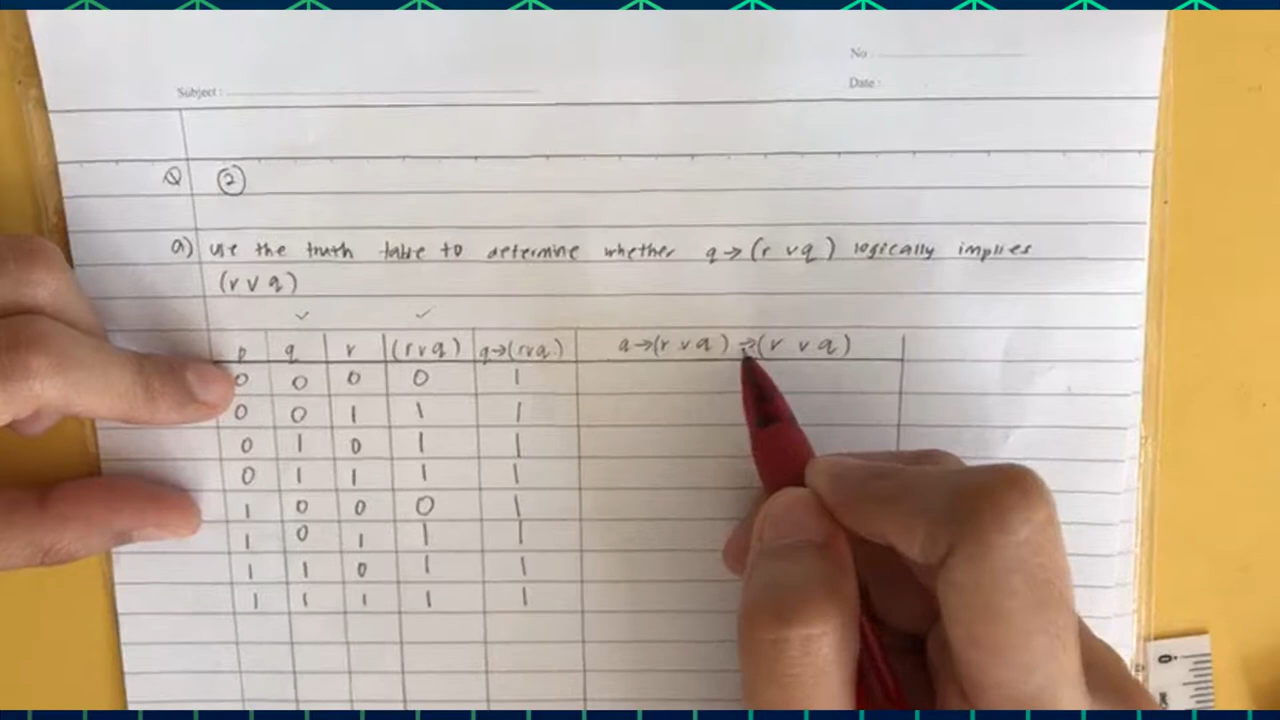 No :
Subject :
Date :
Q ②
a) use the truth table to determine whether q→(r ∨q) logically implies
(r ∨ q)
✓ ✓
p q r (r∨q) q→(r∨q) q→(r ∨q) →(r ∨ q)
0 0 0 0 1
0 0 1 1 1
0 1 0 1 1
0 1 1 1 1
1 0 0 0 1
1 0 1 1 1
1 1 0 1 1
1 1 1 1 1
0